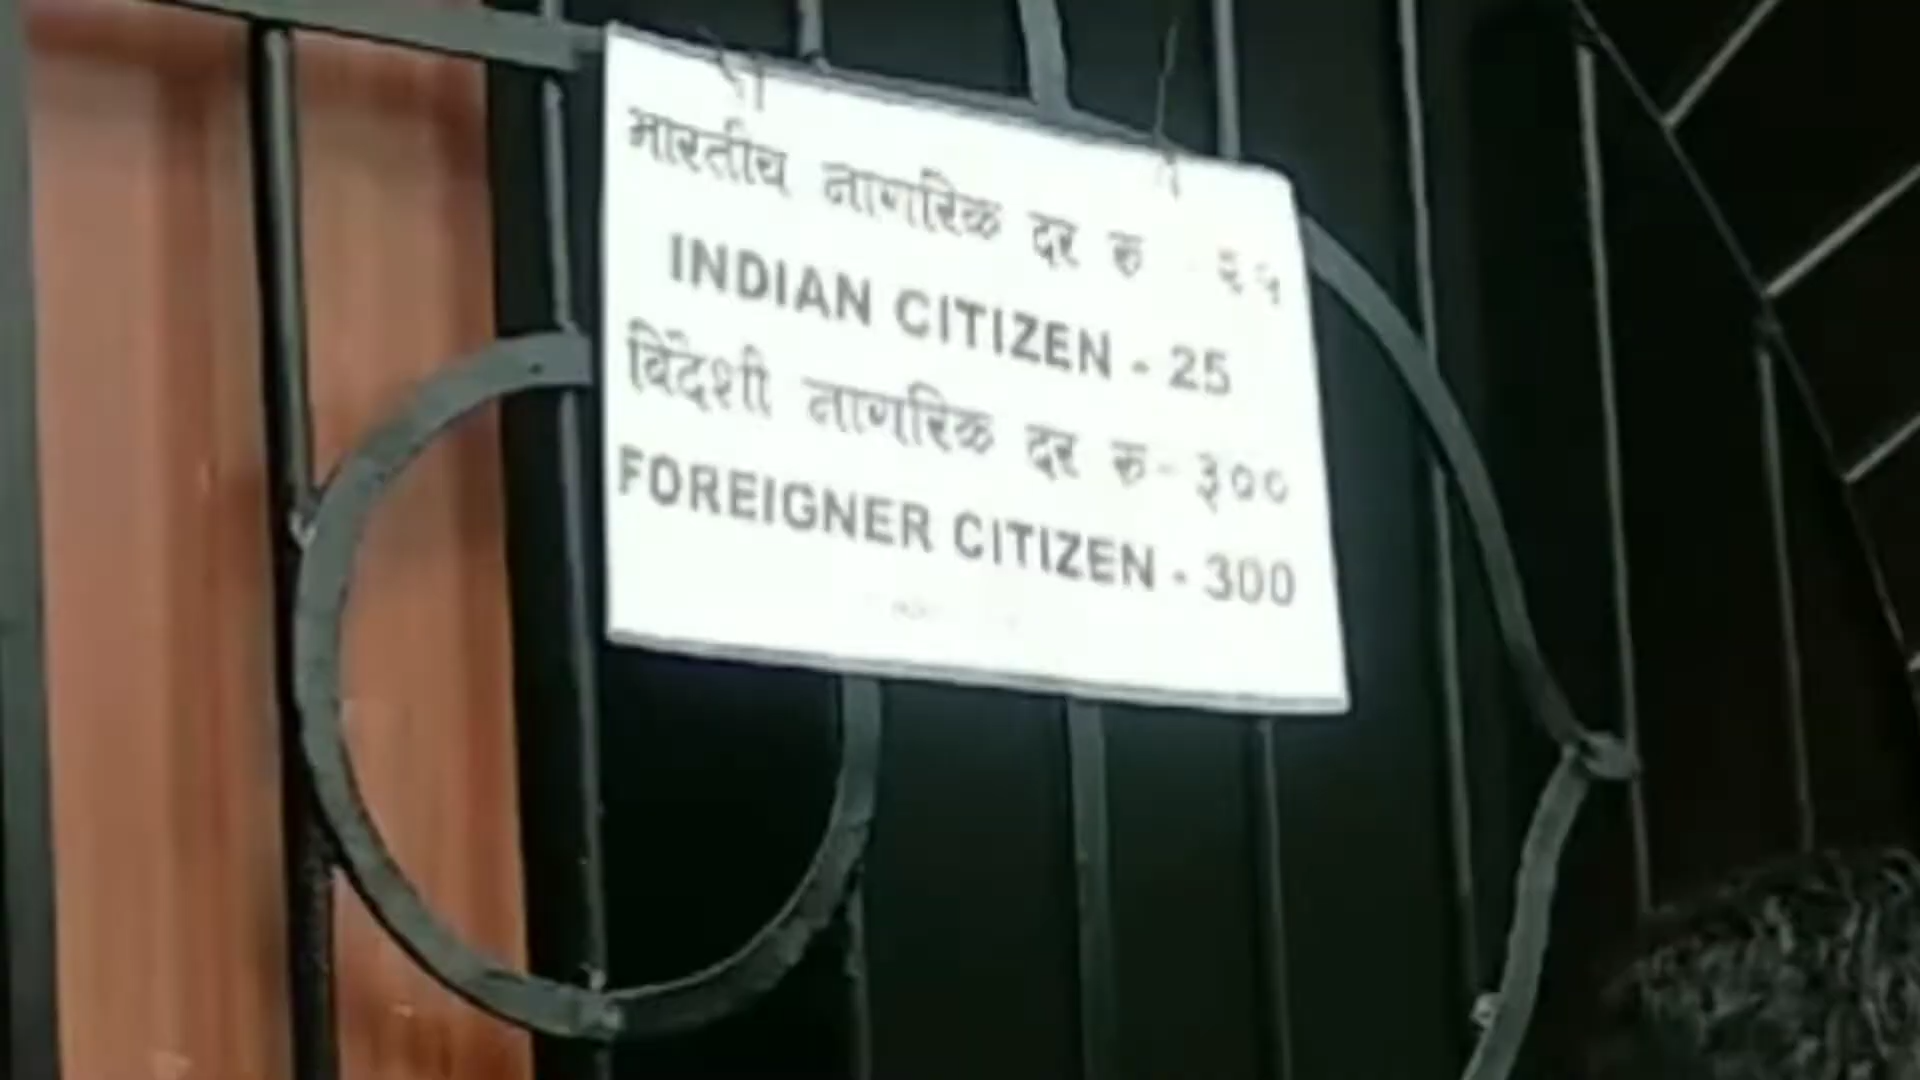 भारतीय नागरिक दर रु - २५
INDIAN CITIZEN - 25
विदेशी नागरिक दर रु - ३००
FOREIGNER CITIZEN - 300